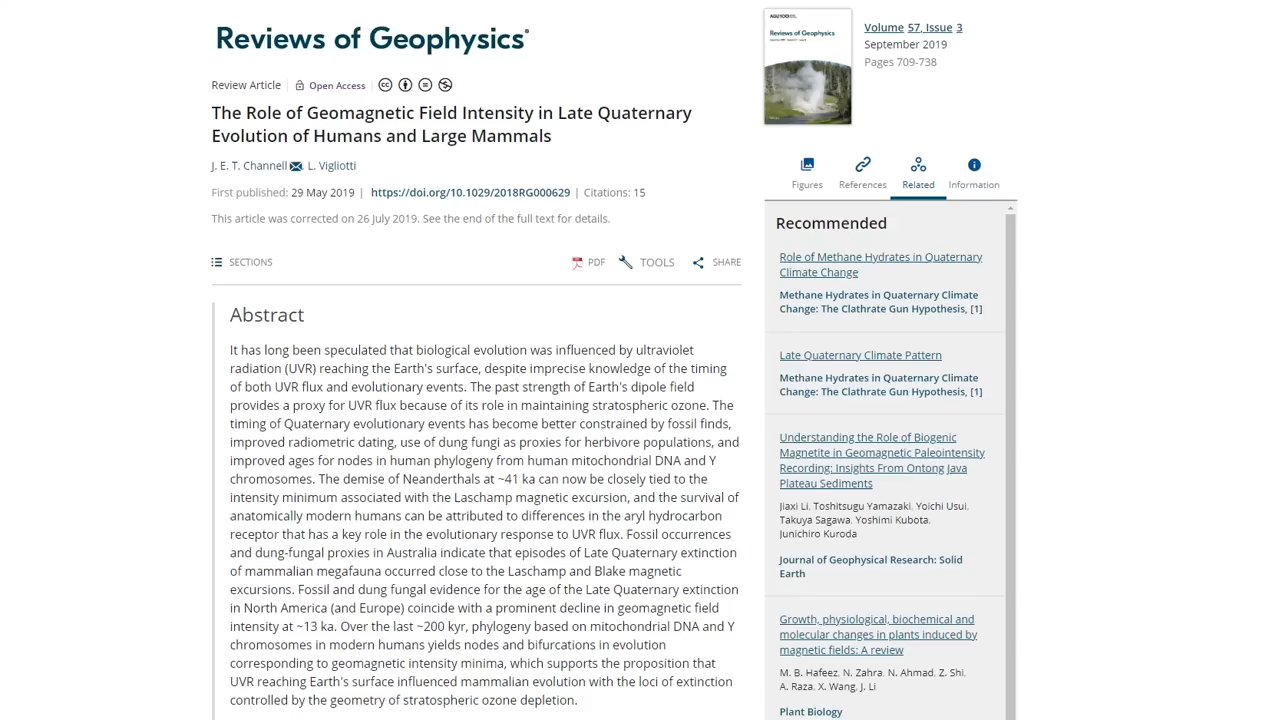 Reviews of Geophysics®
Review Article
Open Access
The Role of Geomagnetic Field Intensity in Late Quaternary
Evolution of Humans and Large Mammals
J. E. T. Channell, L. Vigliotti
First published: 29 May 2019 | https://doi.org/10.1029/2018RG000629 | Citations: 15
This article was corrected on 26 July 2019. See the end of the full text for details.
SECTIONS
PDF
TOOLS
SHARE
Abstract
It has long been speculated that biological evolution was influenced by ultraviolet
radiation (UVR) reaching the Earth's surface, despite imprecise knowledge of the timing
of both UVR flux and evolutionary events. The past strength of Earth's dipole field
provides a proxy for UVR flux because of its role in maintaining stratospheric ozone. The
timing of Quaternary evolutionary events has become better constrained by fossil finds,
improved radiometric dating, use of dung fungi as proxies for herbivore populations, and
improved ages for nodes in human phylogeny from human mitochondrial DNA and Y
chromosomes. The demise of Neanderthals at ~41 ka can now be closely tied to the
intensity minimum associated with the Laschamp magnetic excursion, and the survival of
anatomically modern humans can be attributed to differences in the aryl hydrocarbon
receptor that has a key role in the evolutionary response to UVR flux. Fossil occurrences
and dung-fungal proxies in Australia indicate that episodes of Late Quaternary extinction
of mammalian megafauna occurred close to the Laschamp and Blake magnetic
excursions. Fossil and dung fungal evidence for the age of the Late Quaternary extinction
in North America (and Europe) coincide with a prominent decline in geomagnetic field
intensity at ~13 ka. Over the last ~200 kyr, phylogeny based on mitochondrial DNA and Y
chromosomes in modern humans yields nodes and bifurcations in evolution
corresponding to geomagnetic intensity minima, which supports the proposition that
UVR reaching Earth's surface influenced mammalian evolution with the loci of extinction
controlled by the geometry of stratospheric ozone depletion.
Reviews of Geophysics
Volume 57, Issue 3
September 2019
Pages 709-738
Figures
References
Related
Information
Recommended
Role of Methane Hydrates in Quaternary
Climate Change
Methane Hydrates in Quaternary Climate
Change: The Clathrate Gun Hypothesis, [1]
Late Quaternary Climate Pattern
Methane Hydrates in Quaternary Climate
Change: The Clathrate Gun Hypothesis, [1]
Understanding the Role of Biogenic
Magnetite in Geomagnetic Paleointensity
Recording: Insights From Ontong Java
Plateau Sediments
Jiaxi Li, Toshitsugu Yamazaki, Yoichi Usui,
Takuya Sagawa, Yoshimi Kubota,
Junichiro Kuroda
Journal of Geophysical Research: Solid
Earth
Growth, physiological, biochemical and
molecular changes in plants induced by
magnetic fields: A review
M. B. Hafeez, N. Zahra, N. Ahmad, Z. Shi,
A. Raza, X. Wang, J. Li
Plant Biology